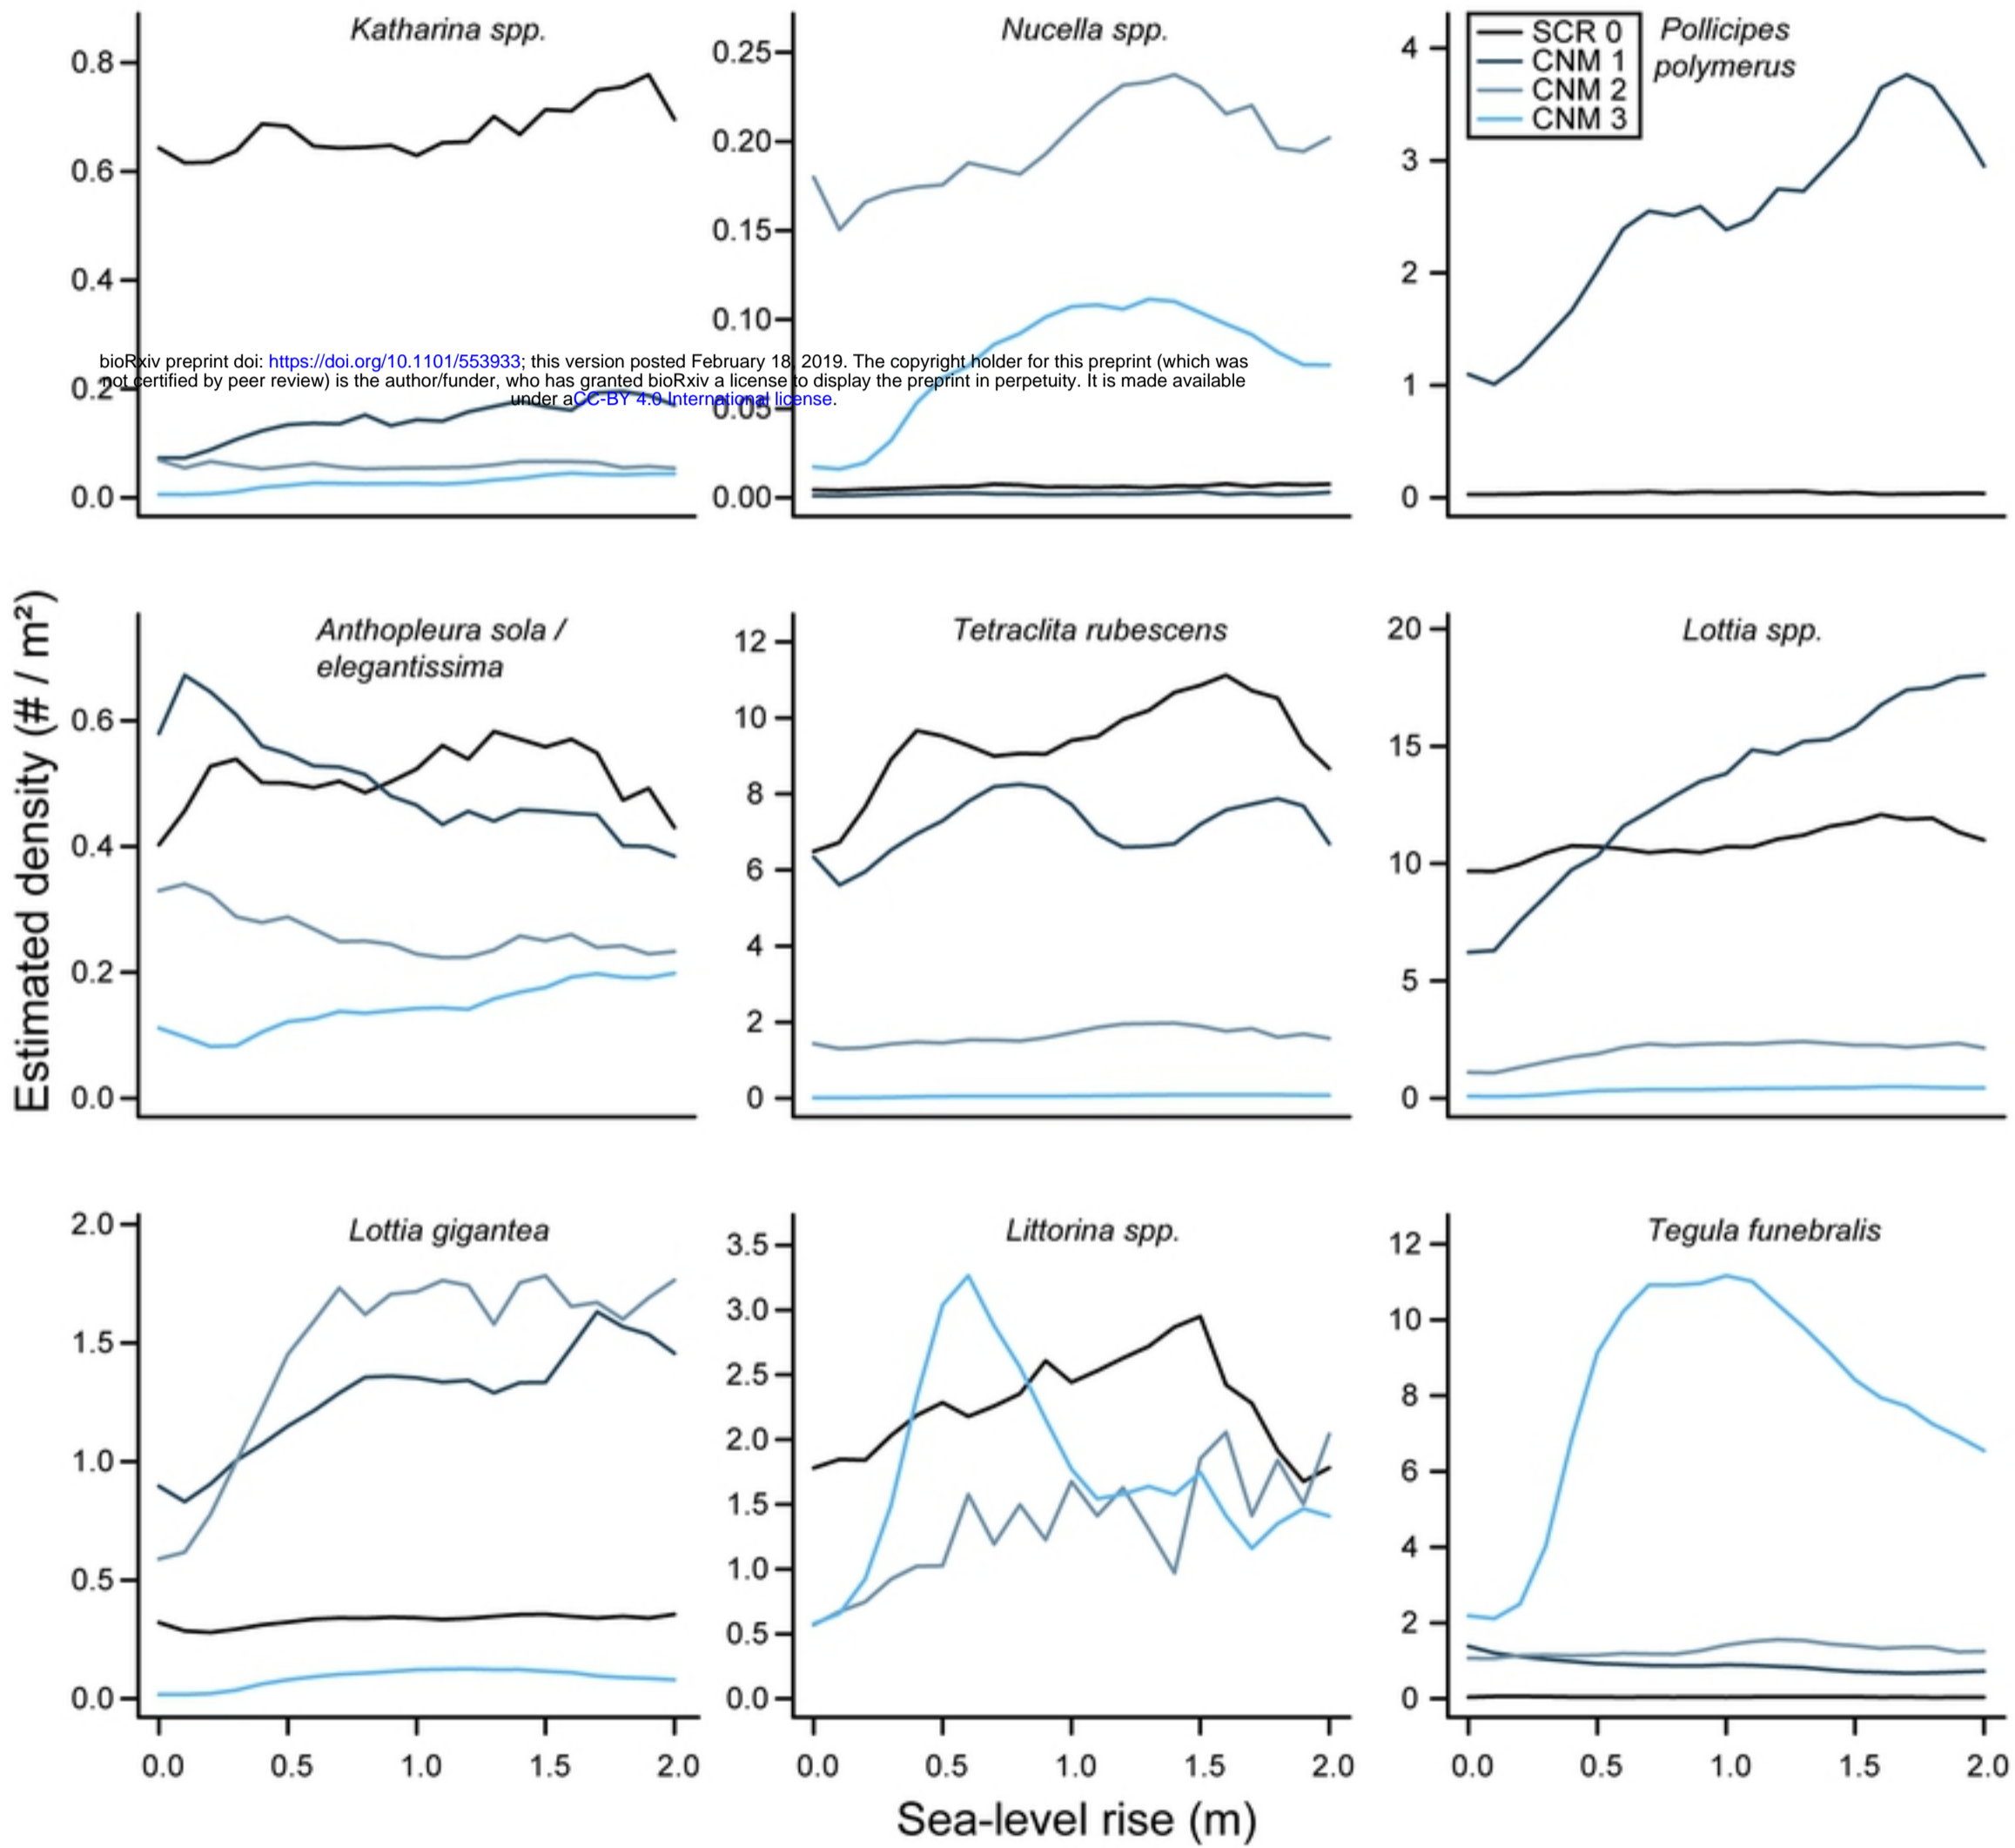 Katharina spp.
0.8
0.6
0.4
0.2
0.0
Nucella spp.
0.25
0.20
0.15
0.10
0.05
0.00
SCR 0
CNM 1
CNM 2
CNM 3
Pollicipes
polymerus
4
3
2
1
0
bioRxiv preprint doi: https://doi.org/10.1101/553933; this version posted February 18, 2019. The copyright holder for this preprint (which was
not certified by peer review) is the author/funder, who has granted bioRxiv a license to display the preprint in perpetuity. It is made available
under aCC-BY 4.0 International license.
Estimated density (# / m²)
Anthopleura sola /
elegantissima
0.6
0.4
0.2
0.0
Tetraclita rubescens
12
10
8
6
4
2
0
Lottia spp.
20
15
10
5
0
Lottia gigantea
2.0
1.5
1.0
0.5
0.0
0.0 0.5 1.0 1.5 2.0
Littorina spp.
3.5
3.0
2.5
2.0
1.5
1.0
0.5
0.0
0.0 0.5 1.0 1.5 2.0
Tegula funebralis
12
10
8
6
4
2
0
0.0 0.5 1.0 1.5 2.0
Sea-level rise (m)